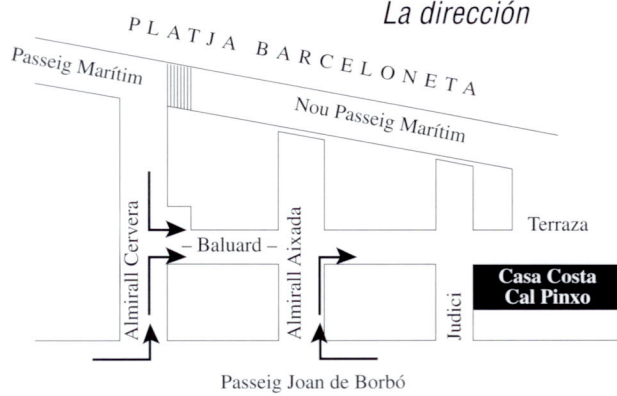 La dirección
PLATJA BARCELONETA
Passeig Marítim
Nou Passeig Marítim
Almirall Cervera
– Baluard –
Almirall Aixada
Judici
Terraza
Casa Costa
Cal Pinxo
Passeig Joan de Borbó